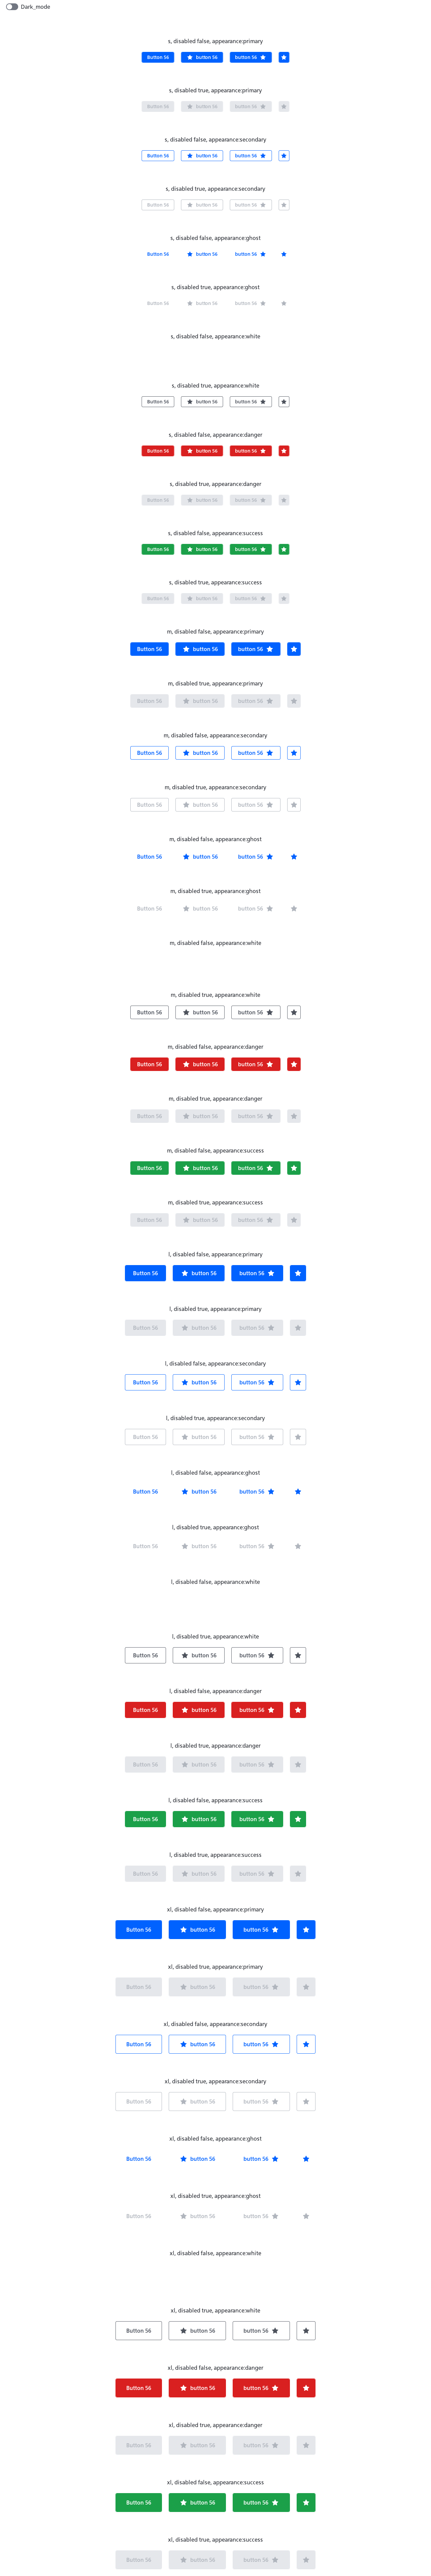 Dark_mode
s, disabled false, appearance:primary
Button 56 button 56 button 56
s, disabled true, appearance:primary
Button 56 button 56 button 56
s, disabled false, appearance:secondary
Button 56 button 56 button 56
s, disabled true, appearance:secondary
Button 56 button 56 button 56
s, disabled false, appearance:ghost
Button 56 button 56 button 56
s, disabled true, appearance:ghost
Button 56 button 56 button 56
s, disabled false, appearance:white
s, disabled true, appearance:white
Button 56 button 56 button 56
s, disabled false, appearance:danger
Button 56 button 56 button 56
s, disabled true, appearance:danger
Button 56 button 56 button 56
s, disabled false, appearance:success
Button 56 button 56 button 56
s, disabled true, appearance:success
Button 56 button 56 button 56
m, disabled false, appearance:primary
Button 56 button 56 button 56
m, disabled true, appearance:primary
Button 56 button 56 button 56
m, disabled false, appearance:secondary
Button 56 button 56 button 56
m, disabled true, appearance:secondary
Button 56 button 56 button 56
m, disabled false, appearance:ghost
Button 56 button 56 button 56
m, disabled true, appearance:ghost
Button 56 button 56 button 56
m, disabled false, appearance:white
m, disabled true, appearance:white
Button 56 button 56 button 56
m, disabled false, appearance:danger
Button 56 button 56 button 56
m, disabled true, appearance:danger
Button 56 button 56 button 56
m, disabled false, appearance:success
Button 56 button 56 button 56
m, disabled true, appearance:success
Button 56 button 56 button 56
l, disabled false, appearance:primary
Button 56 button 56 button 56
l, disabled true, appearance:primary
Button 56 button 56 button 56
l, disabled false, appearance:secondary
Button 56 button 56 button 56
l, disabled true, appearance:secondary
Button 56 button 56 button 56
l, disabled false, appearance:ghost
Button 56 button 56 button 56
l, disabled true, appearance:ghost
Button 56 button 56 button 56
l, disabled false, appearance:white
l, disabled true, appearance:white
Button 56 button 56 button 56
l, disabled false, appearance:danger
Button 56 button 56 button 56
l, disabled true, appearance:danger
Button 56 button 56 button 56
l, disabled false, appearance:success
Button 56 button 56 button 56
l, disabled true, appearance:success
Button 56 button 56 button 56
xl, disabled false, appearance:primary
Button 56 button 56 button 56
xl, disabled true, appearance:primary
Button 56 button 56 button 56
xl, disabled false, appearance:secondary
Button 56 button 56 button 56
xl, disabled true, appearance:secondary
Button 56 button 56 button 56
xl, disabled false, appearance:ghost
Button 56 button 56 button 56
xl, disabled true, appearance:ghost
Button 56 button 56 button 56
xl, disabled false, appearance:white
xl, disabled true, appearance:white
Button 56 button 56 button 56
xl, disabled false, appearance:danger
Button 56 button 56 button 56
xl, disabled true, appearance:danger
Button 56 button 56 button 56
xl, disabled false, appearance:success
Button 56 button 56 button 56
xl, disabled true, appearance:success
Button 56 button 56 button 56